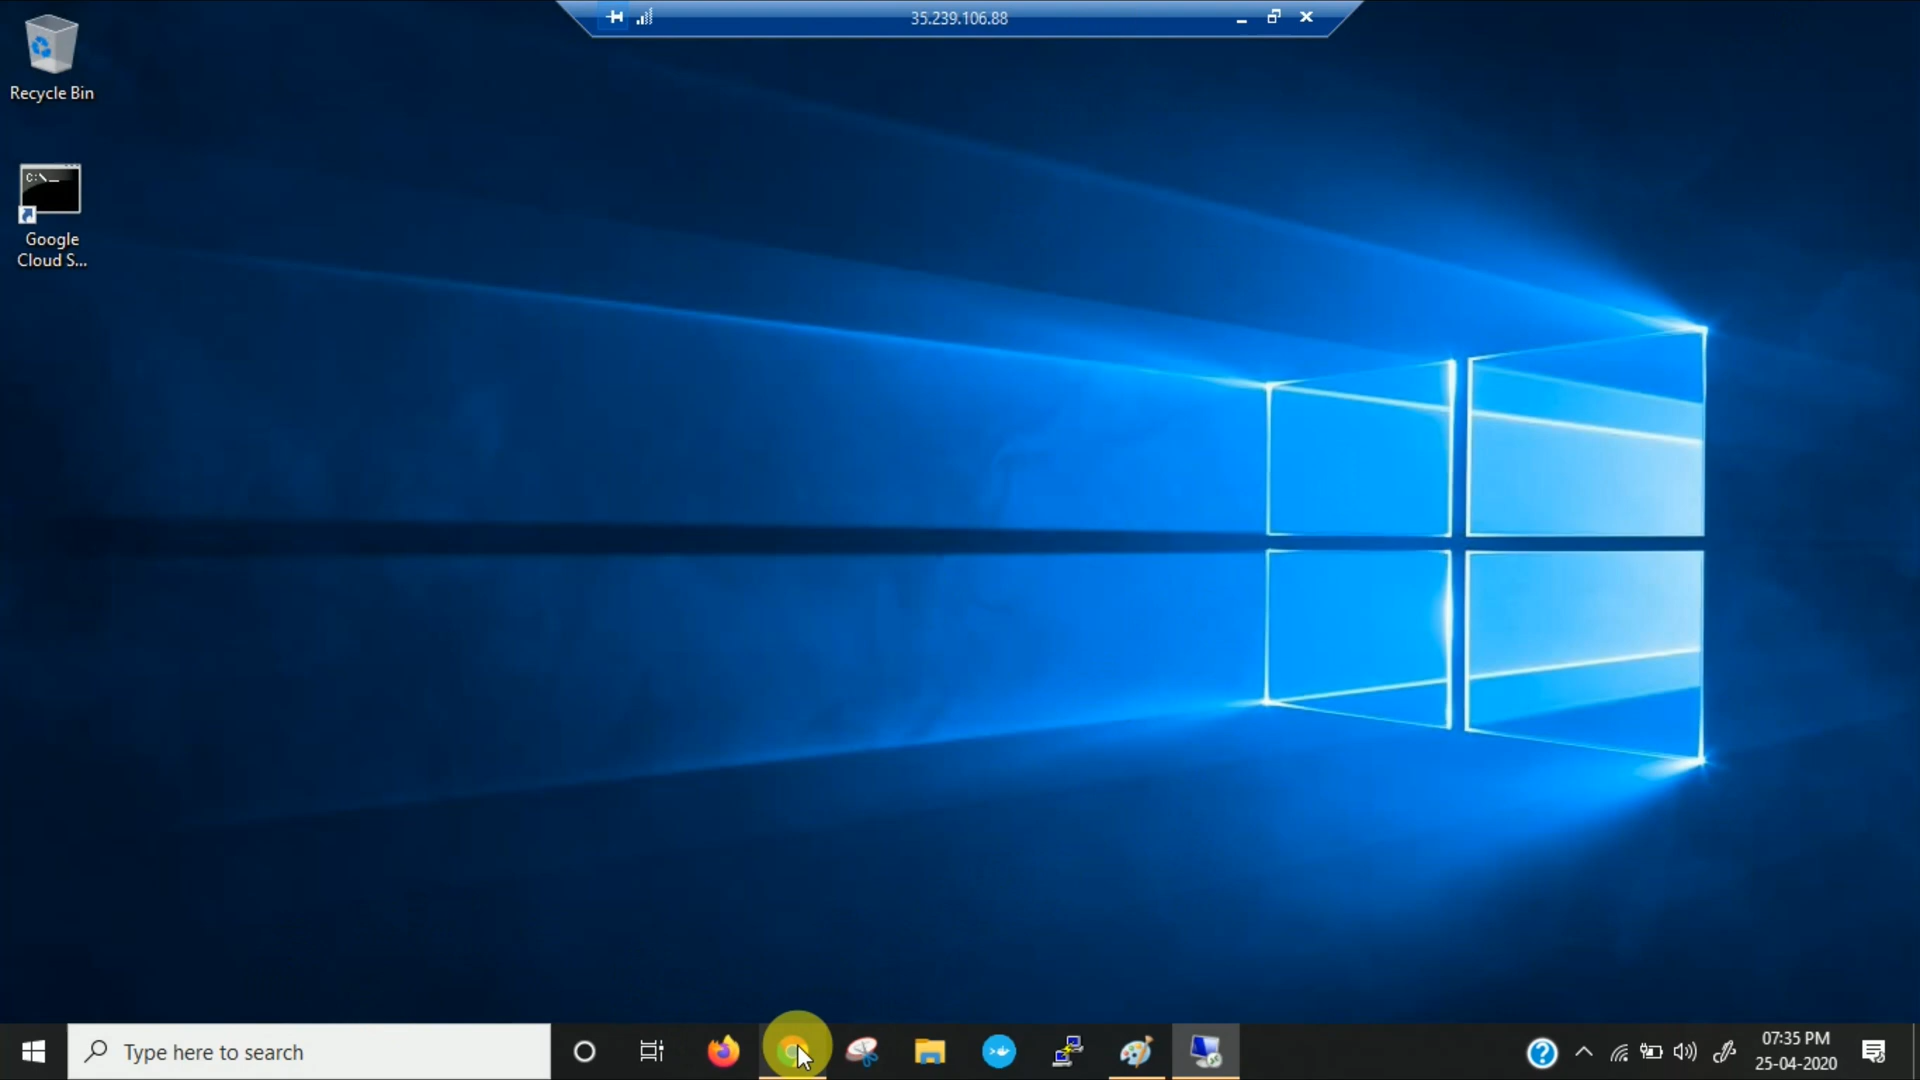 35.239.106.88
Recycle Bin
C:\_
Google
Cloud S...
Type here to search
07:35 PM
25-04-2020